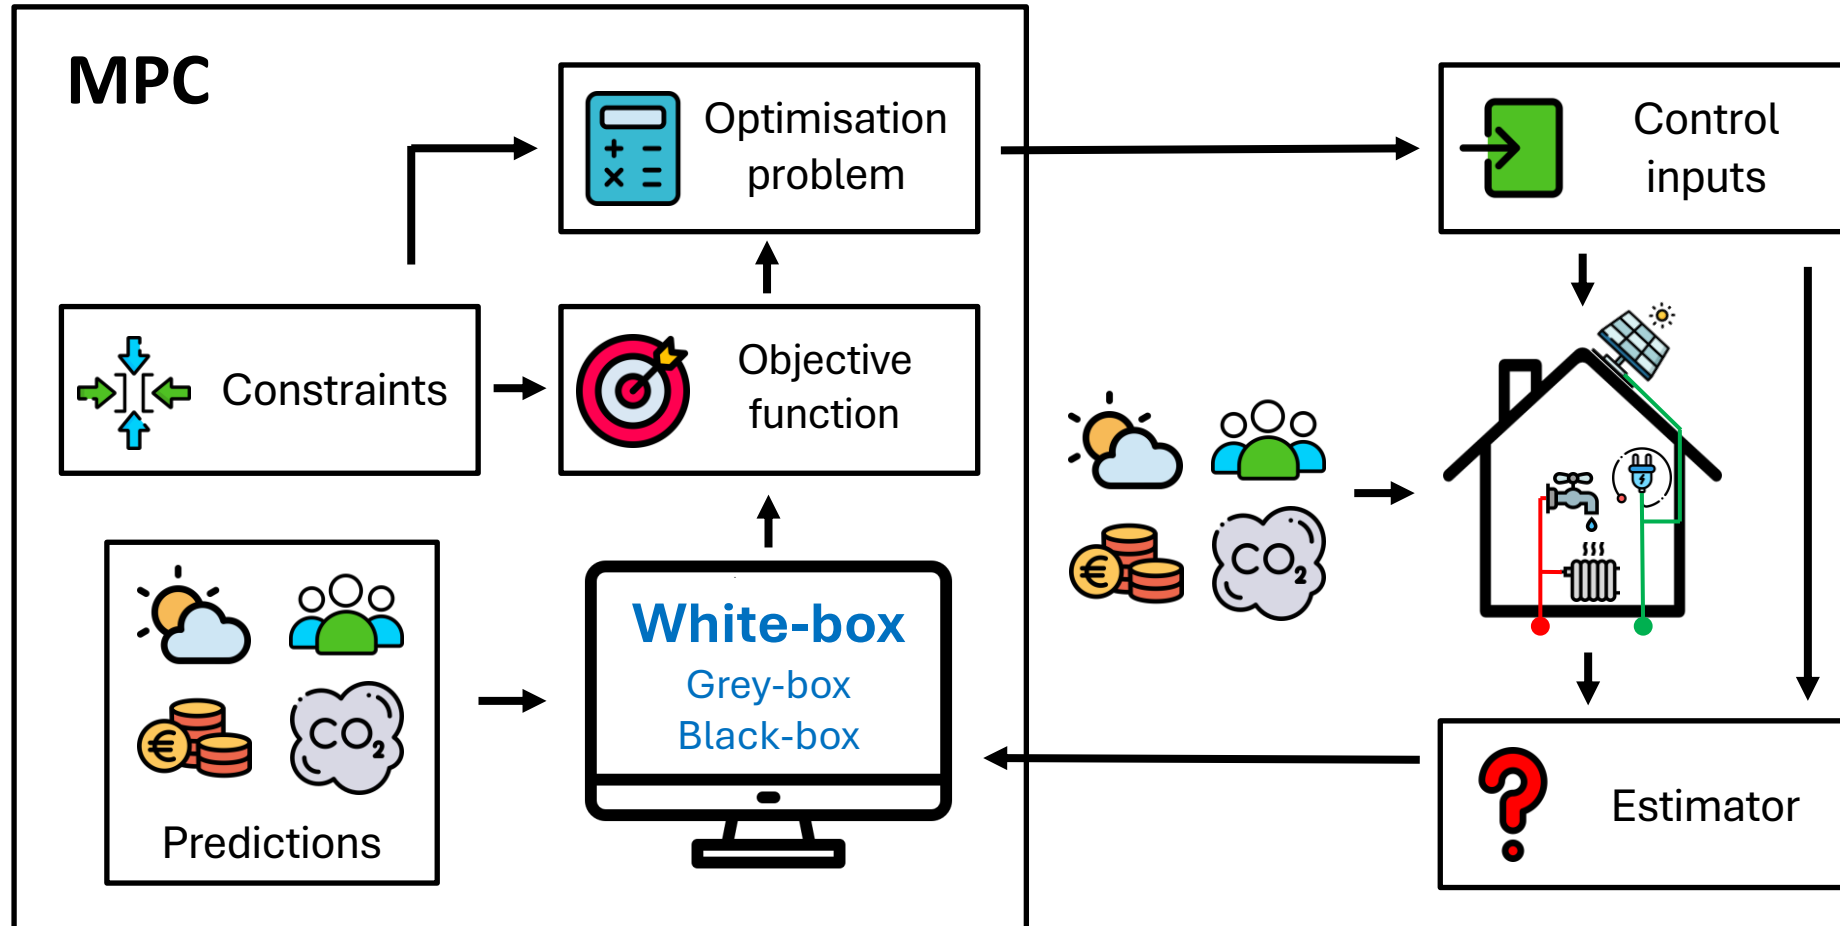 MPC
Optimisation
problem
Control
inputs
Constraints
Objective
function
White-box
Grey-box
Black-box
€
CO₂
€
CO₂
Predictions
Estimator